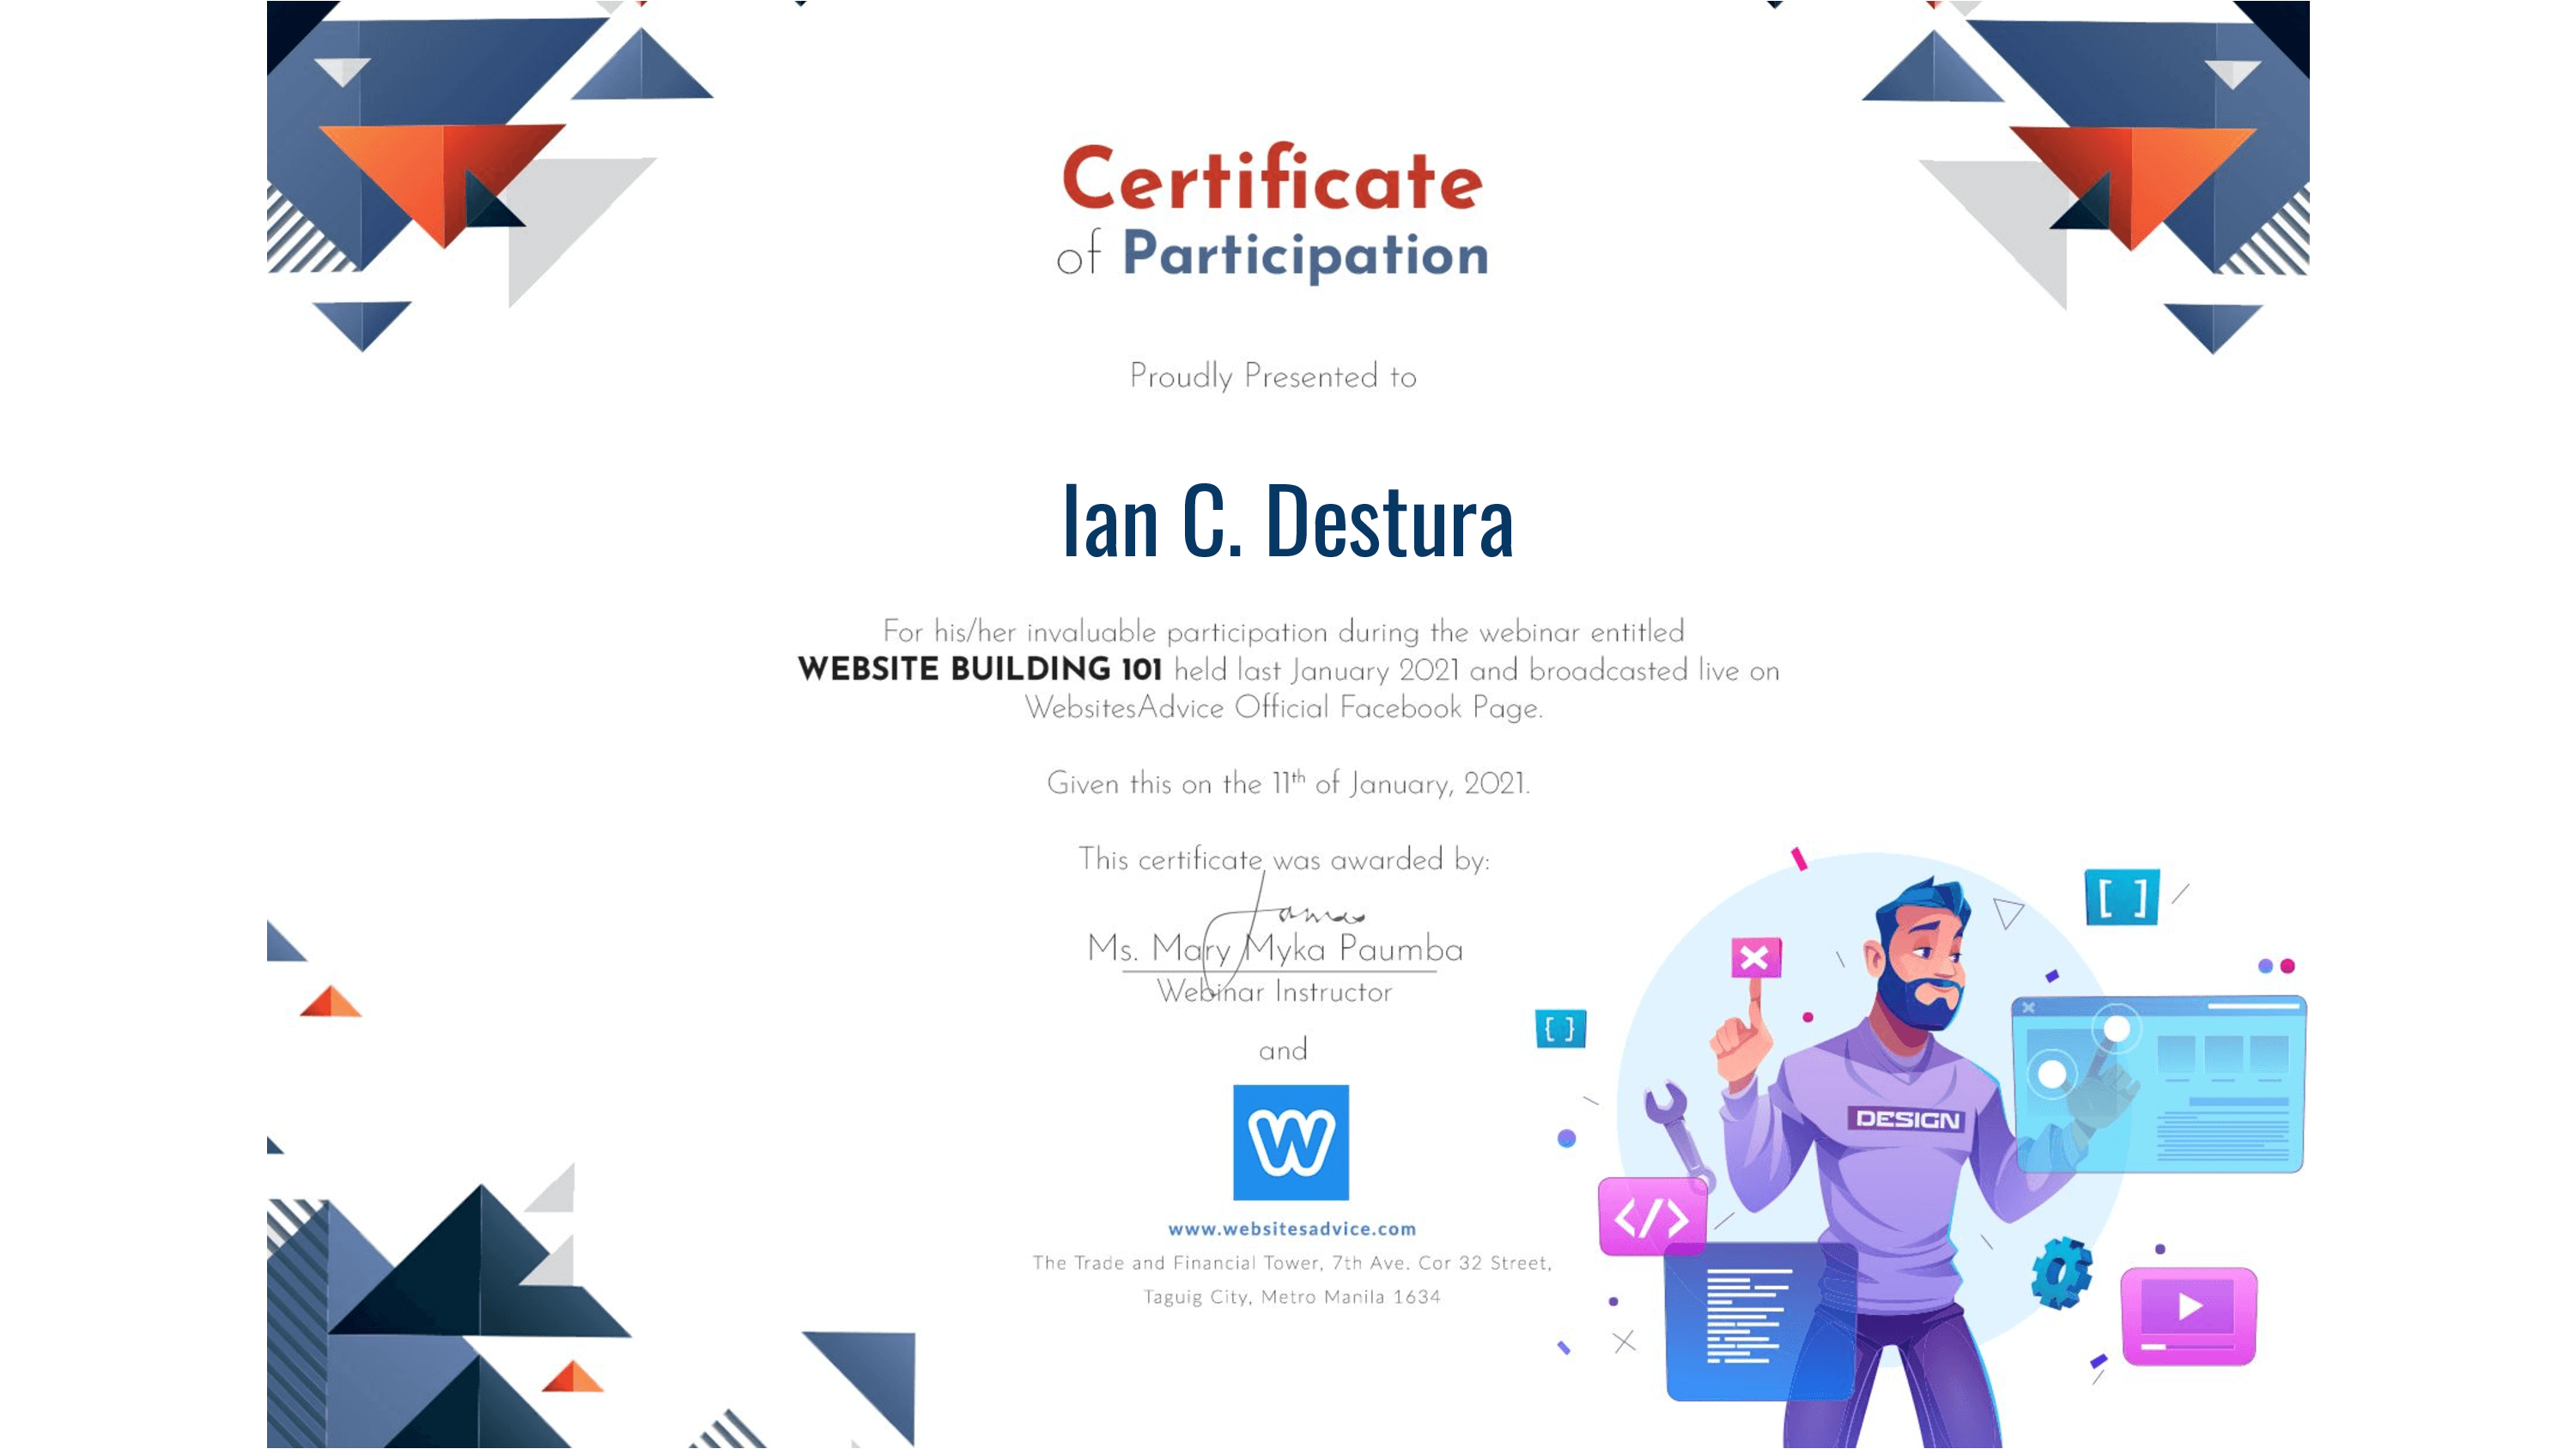 Certificate
of Participation
Proudly Presented to
Ian C. Destura
For his/her invaluable participation during the webinar entitled
WEBSITE BUILDING 101 held last January 2021 and broadcasted live on
WebsitesAdvice Official Facebook Page.
Given this on the 11th of January, 2021.
This certificate was awarded by:
Ms. Mary Myka Paumba
Webinar Instructor
and
W
www.websitesadvice.com
The Trade and Financial Tower, 7th Ave. Cor 32 Street,
Taguig City, Metro Manila 1634
[ ]
{ }
DESIGN
</>